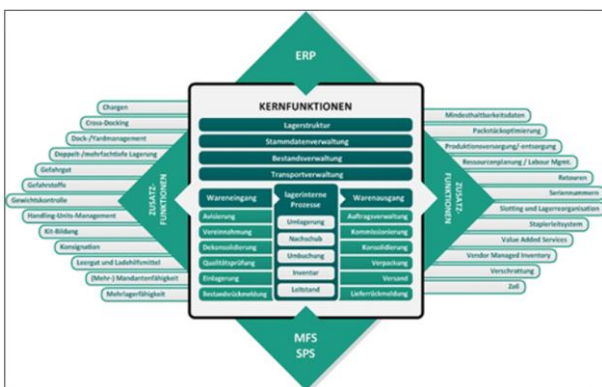 ERP
KERNFUNKTIONEN
Lagerstruktur
Stammdatenverwaltung
Bestandsverwaltung
Transportverwaltung
Wareneingang
Avisierung
Vereinnahmung
Dekonsolidierung
Qualitätsprüfung
Einlagerung
Bestandsrückmeldung
lagerinterne
Prozesse
Umlagerung
Nachschub
Umbuchung
Inventur
Leitstand
Warenausgang
Auftragsverwaltung
Kommissionierung
Konsolidierung
Verpackung
Versand
Lieferrückmeldung
ZUSATZ-
FUNKTIONEN
Chargen
Cross-Docking
Dock-/Yardmanagement
Doppelt-/mehrfachtiefe Lagerung
Gefahrgut
Gefahrstoffe
Gewichtskontrolle
Handling-Units-Management
Kit-Bildung
Konsignation
Leergut und Ladehilfsmittel
(Mehr-) Mandantenfähigkeit
Mehrlagerfähigkeit
ZUSATZ-
FUNKTIONEN
Mindesthaltbarkeitsdaten
Packstückoptimierung
Produktionsversorgung/-entsorgung
Ressourcenplanung / Labour Mgmt.
Retouren
Seriennummern
Slotting und Lagerreorganisation
Staplerleitsystem
Value Added Services
Vendor Managed Inventory
Verschrottung
Zoll
MFS
SPS